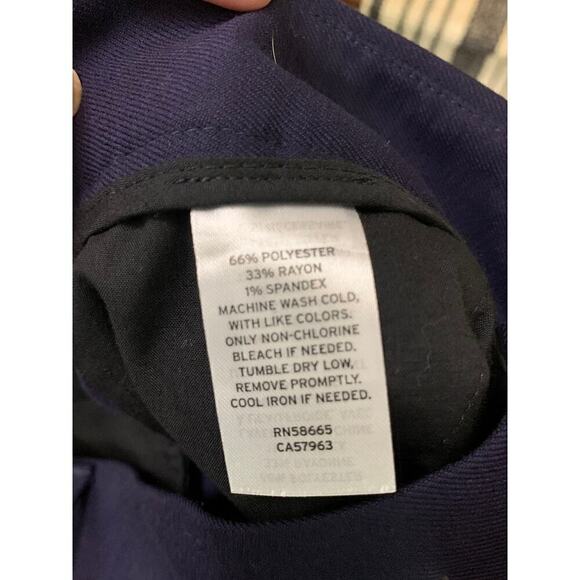 66% POLYESTER
33% RAYON
1% SPANDEX
MACHINE WASH COLD,
WITH LIKE COLORS.
ONLY NON-CHLORINE
BLEACH IF NEEDED.
TUMBLE DRY LOW,
REMOVE PROMPTLY.
COOL IRON IF NEEDED.
RN58665
CA57963